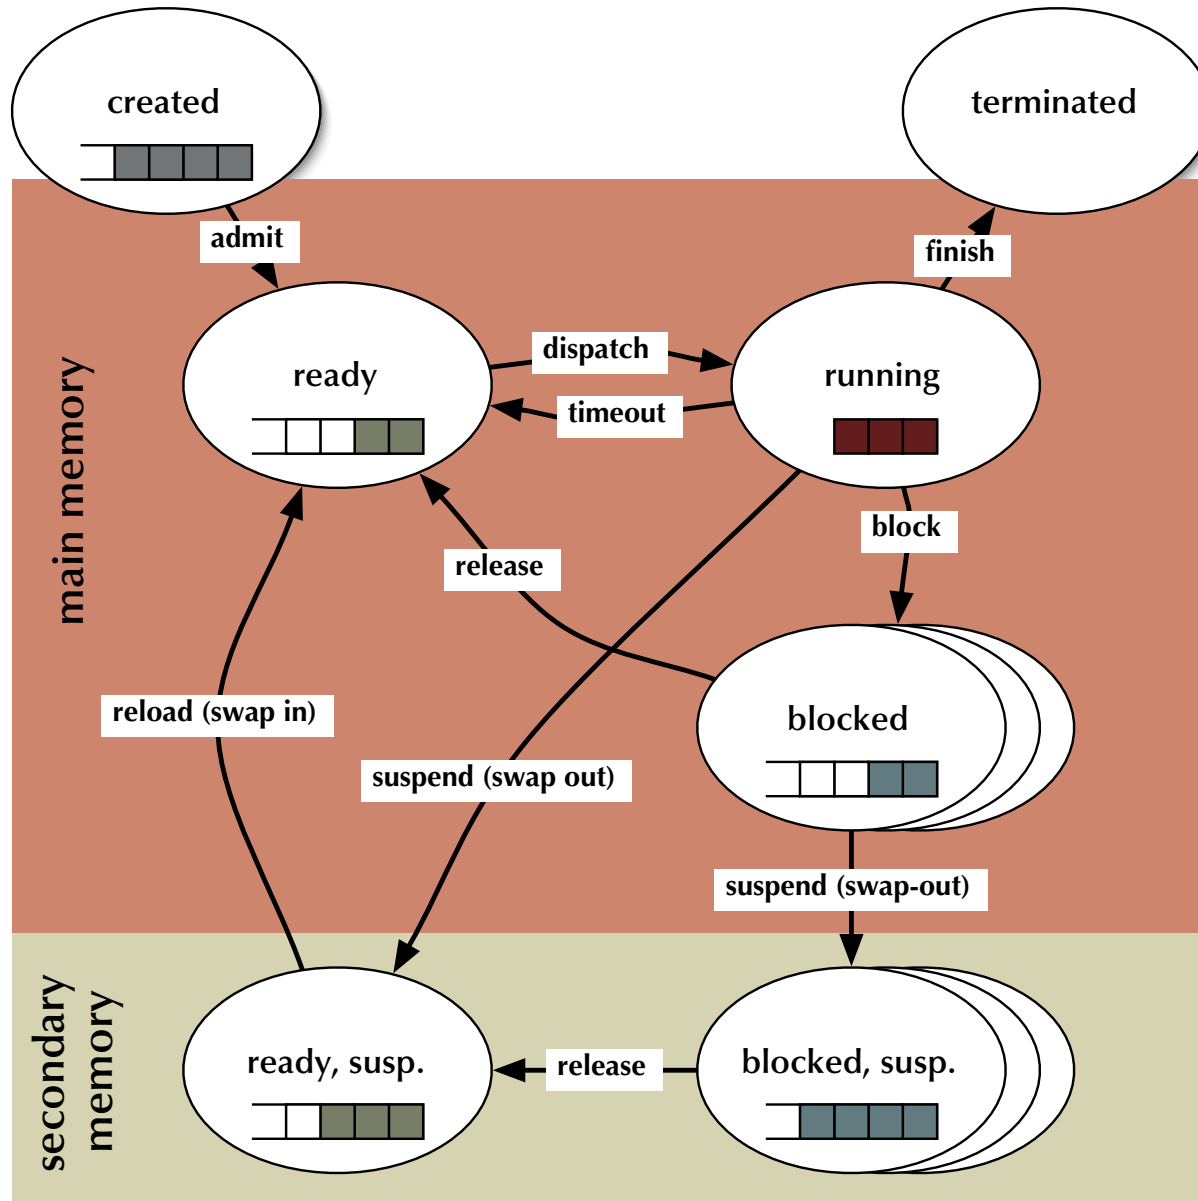 created
terminated
admit
finish
dispatch
ready
running
timeout
main memory
block
release
reload (swap in)
blocked
suspend (swap out)
suspend (swap-out)
secondary
memory
ready, susp.
release
blocked, susp.